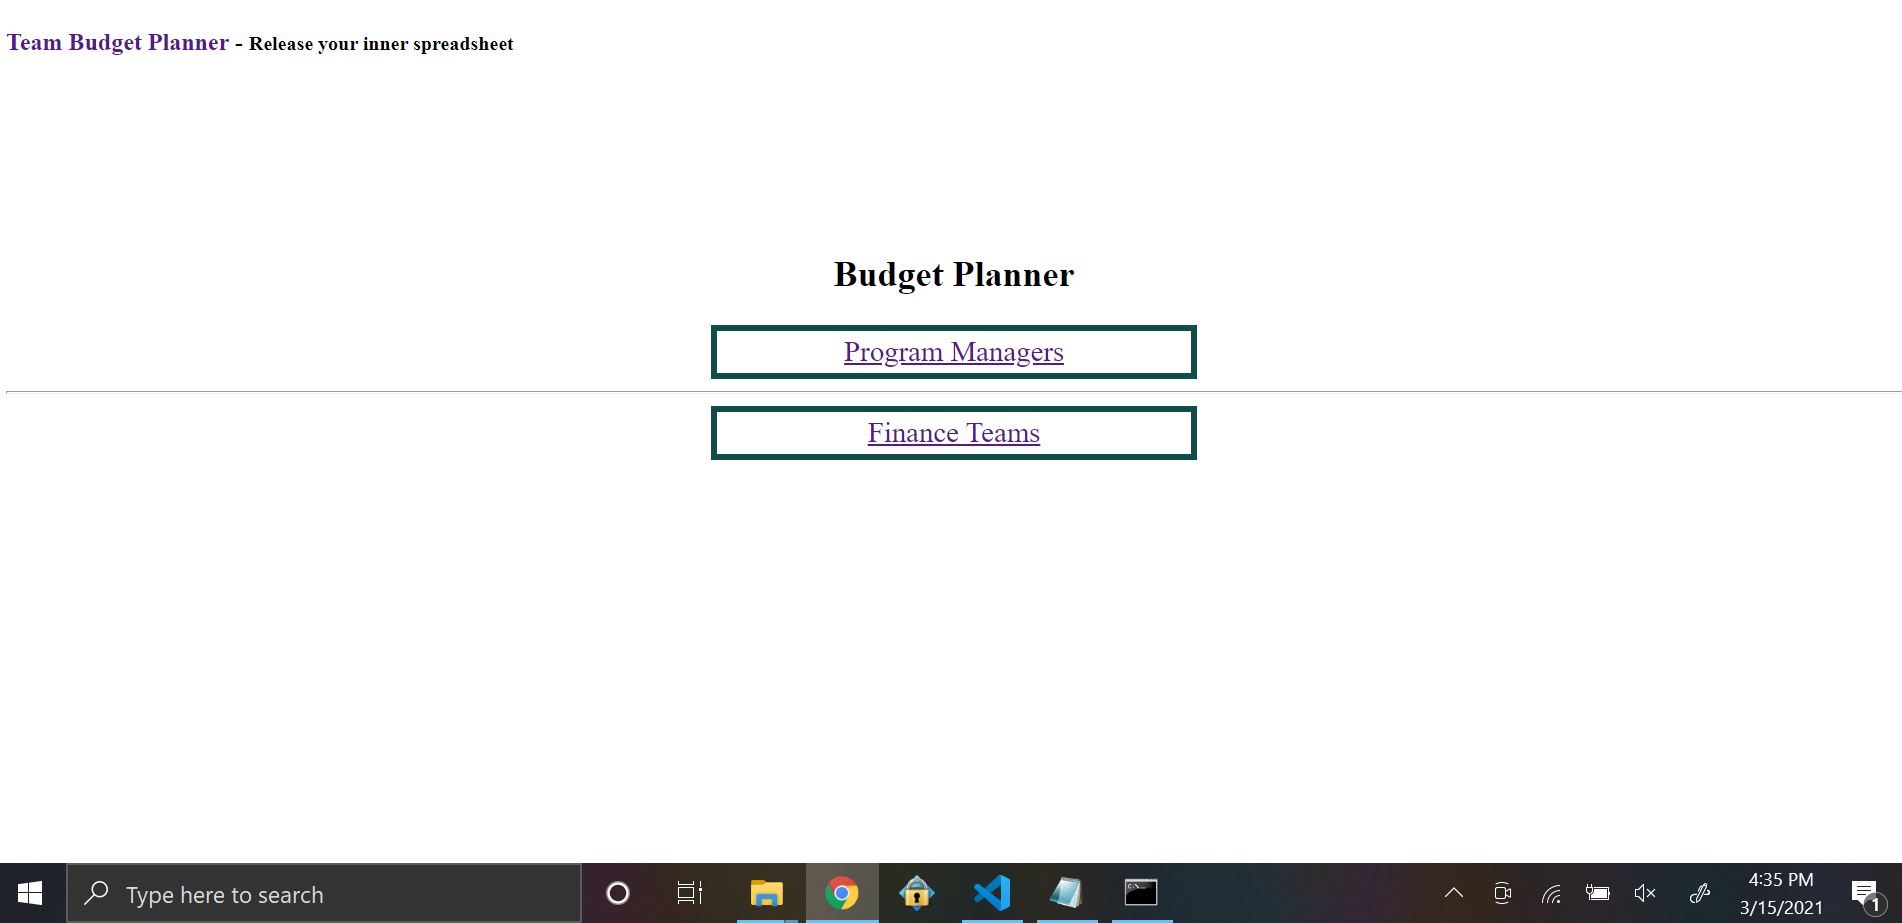 Team Budget Planner - Release your inner spreadsheet
Budget Planner
Program Managers
Finance Teams
Type here to search
4:35 PM
3/15/2021
1